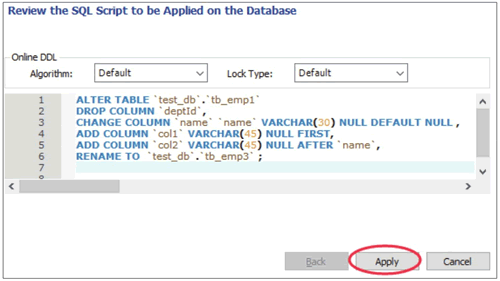 Review the SQL Script to be Applied on the Database
Online DDL
Algorithm: Default Lock Type: Default
1 ALTER TABLE `test_db`.`tb_emp1`
2 DROP COLUMN `deptId`,
3 CHANGE COLUMN `name` `name` VARCHAR(30) NULL DEFAULT NULL ,
4 ADD COLUMN `col1` VARCHAR(45) NULL FIRST,
5 ADD COLUMN `col2` VARCHAR(45) NULL AFTER `name`,
6 RENAME TO `test_db`.`tb_emp3` ;
7
8
Back Apply Cancel